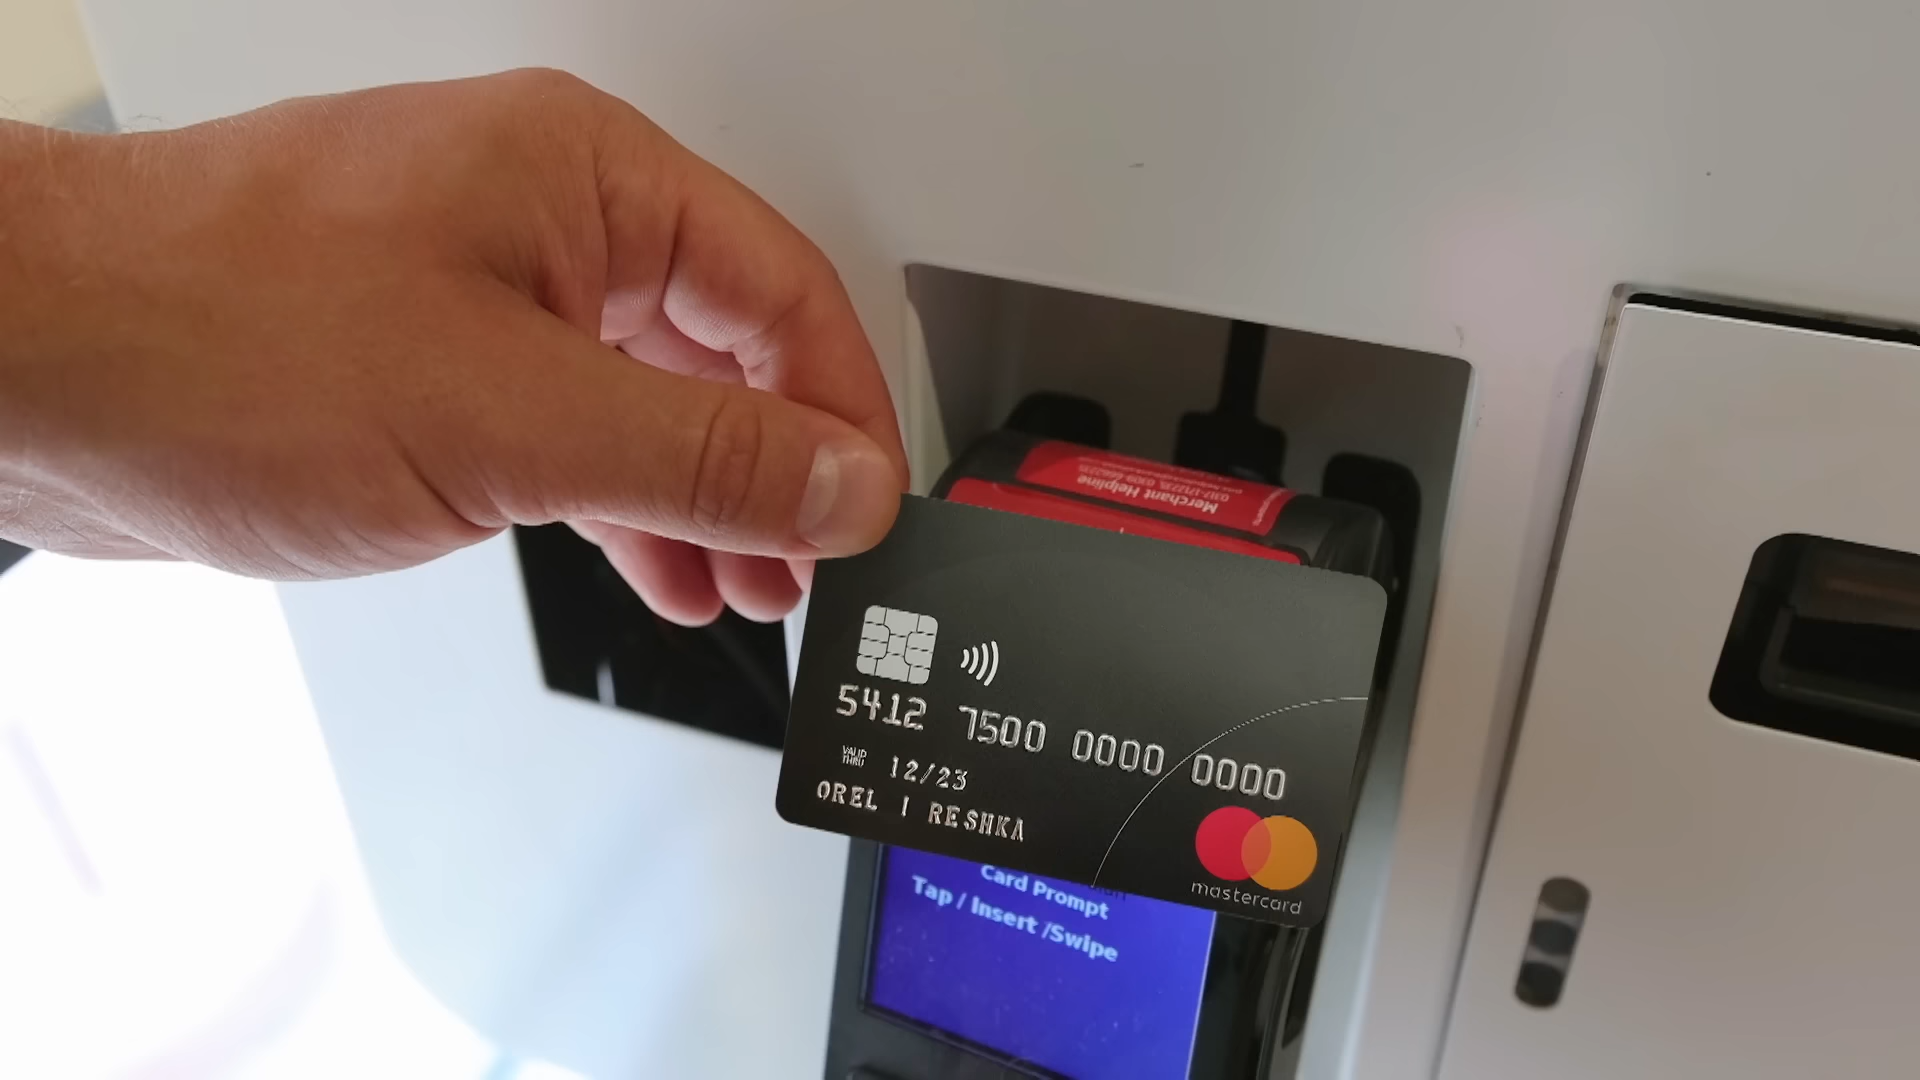 Merchant Helpline
5412 7500 0000 0000
VALID THRU 12/23
OREL I RESHKA
mastercard
Card Prompt
Tap / Insert /Swipe